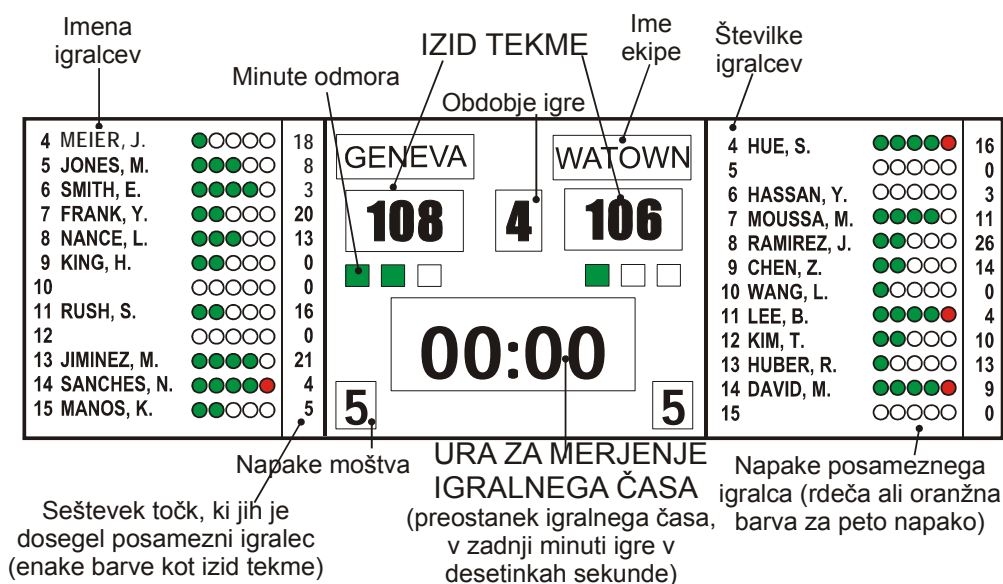 Imena
igralcev
Minute odmora
IZID TEKME
Obdobje igre
Ime
ekipe
Številke
igralcev
4 MEIER, J. 18
5 JONES, M. 8
6 SMITH, E. 3
7 FRANK, Y. 20
8 NANCE, L. 13
9 KING, H. 0
10 0
11 RUSH, S. 16
12 0
13 JIMINEZ, M. 21
14 SANCHES, N. 4
15 MANOS, K. 5
GENEVA
WATOWN
108
4
106
00:00
5
5
4 HUE, S. 16
5 0
6 HASSAN, Y. 3
7 MOUSSA, M. 11
8 RAMIREZ, J. 26
9 CHEN, Z. 14
10 WANG, L. 0
11 LEE, B. 4
12 KIM, T. 10
13 HUBER, R. 13
14 DAVID, M. 9
15 0
Seštevek točk, ki jih je
dosegel posamezni igralec
(enake barve kot izid tekme)
Napake moštva
URA ZA MERJENJE
IGRALNEGA ČASA
(preostanek igralnega časa,
v zadnji minuti igre v
desetinkah sekunde)
Napake posameznega
igralca (rdeča ali oranžna
barva za peto napako)